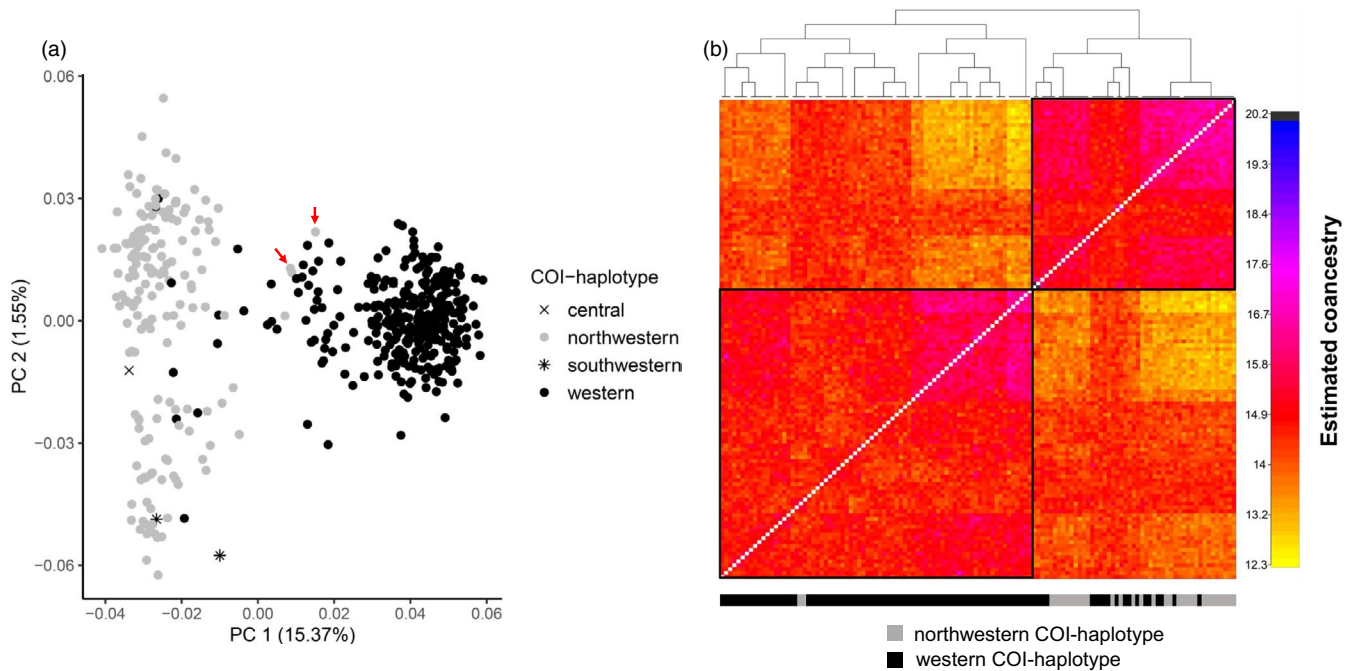 (a)
0.06
0.03
0.00
−0.03
−0.06
PC 2 (1.55%)
−0.04
−0.02
0.00
0.02
0.04
0.06
PC 1 (15.37%)
COI−haplotype
central
northwestern
southwestern
western
(b)
20.2
19.3
18.4
17.6
16.7
15.8
14.9
14
13.2
12.3
Estimated coancestry
northwestern COI-haplotype
western COI-haplotype